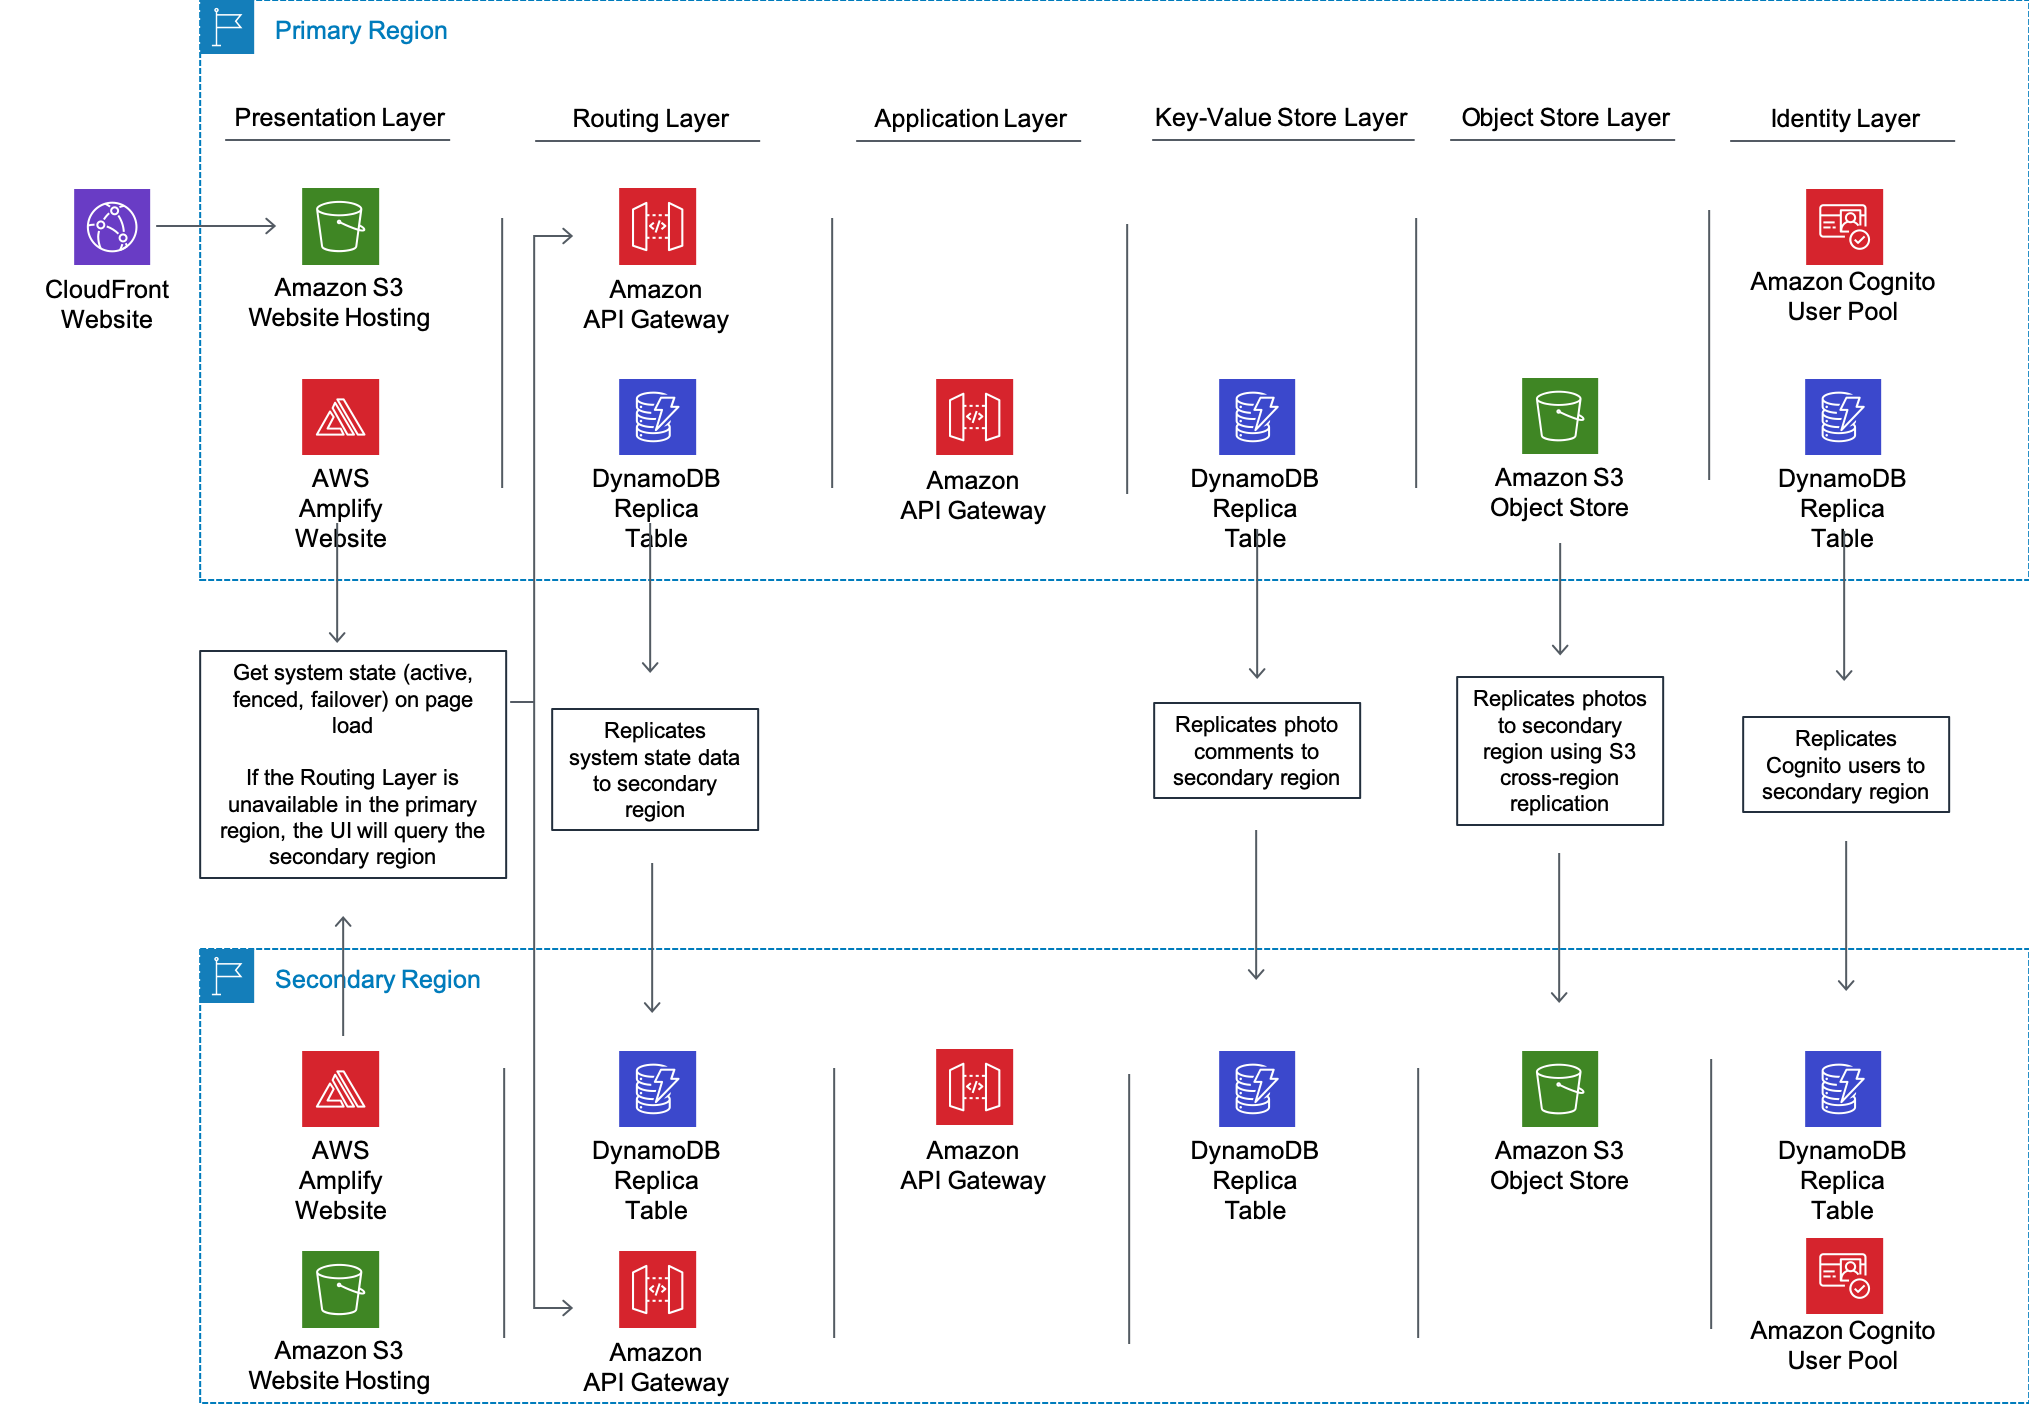 Primary Region
Presentation Layer
Routing Layer
Application Layer
Key-Value Store Layer
Object Store Layer
Identity Layer
CloudFront
Website
Amazon S3
Website Hosting
Amazon
API Gateway
Amazon Cognito
User Pool
AWS
Amplify
Website
DynamoDB
Replica
Table
Amazon
API Gateway
DynamoDB
Replica
Table
Amazon S3
Object Store
DynamoDB
Replica
Table
Get system state (active,
fenced, failover) on page
load
If the Routing Layer is
unavailable in the primary
region, the UI will query the
secondary region
Replicates
system state data
to secondary
region
Replicates photo
comments to
secondary region
Replicates photos
to secondary
region using S3
cross-region
replication
Replicates
Cognito users to
secondary region
Secondary Region
AWS
Amplify
Website
DynamoDB
Replica
Table
Amazon
API Gateway
DynamoDB
Replica
Table
Amazon S3
Object Store
DynamoDB
Replica
Table
Amazon S3
Website Hosting
Amazon
API Gateway
Amazon Cognito
User Pool